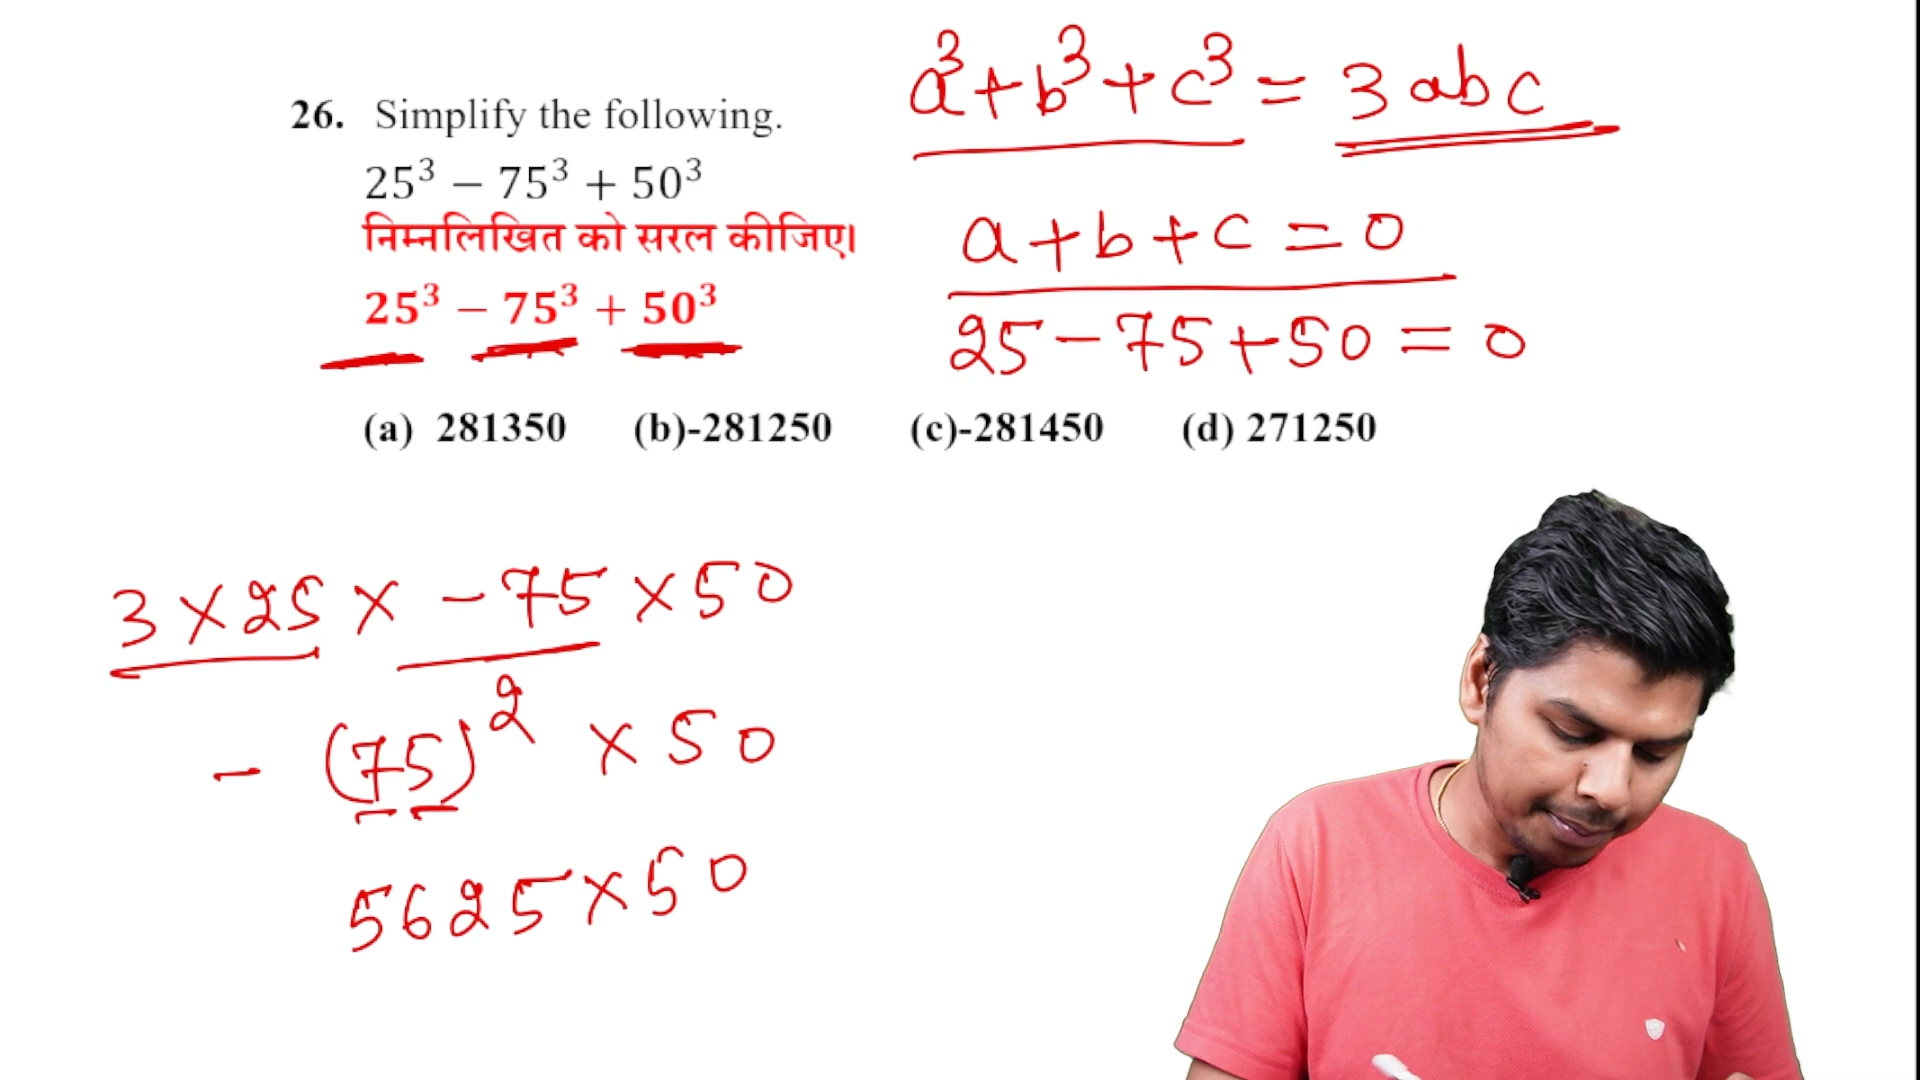 26. Simplify the following.
25³ − 75³ + 50³
निम्नलिखित को सरल कीजिए।
25³ − 75³ + 50³
(a) 281350 (b)-281250 (c)-281450 (d) 271250
a³+b³+c³ = 3abc
a+b+c=0
25−75+50=0
3×25×−75×50
−(75)²×50
5625×50